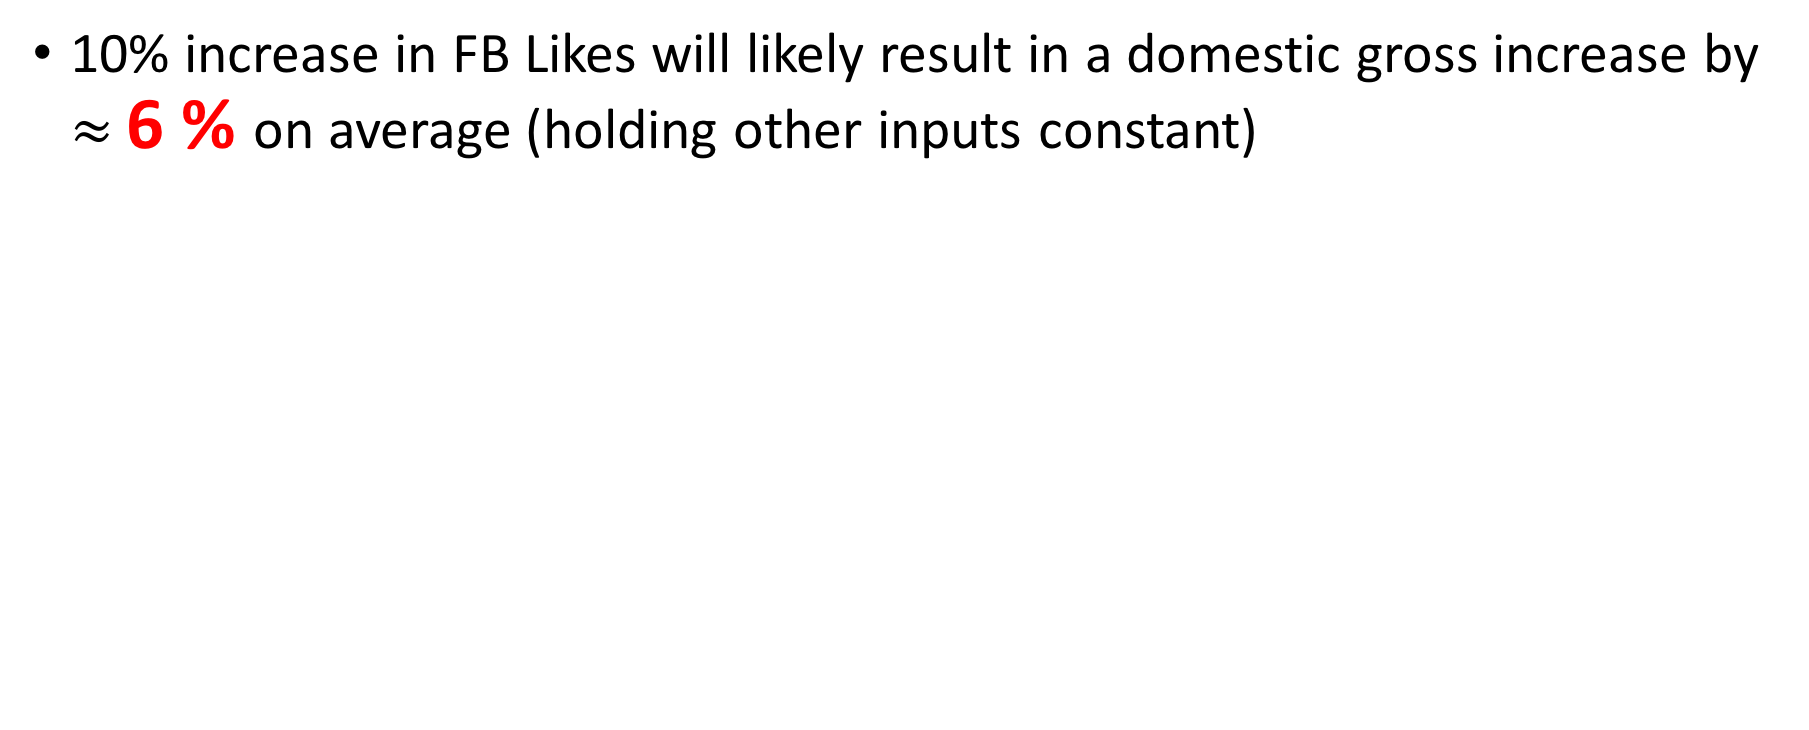 • 10% increase in FB Likes will likely result in a domestic gross increase by
≈ 6 % on average (holding other inputs constant)